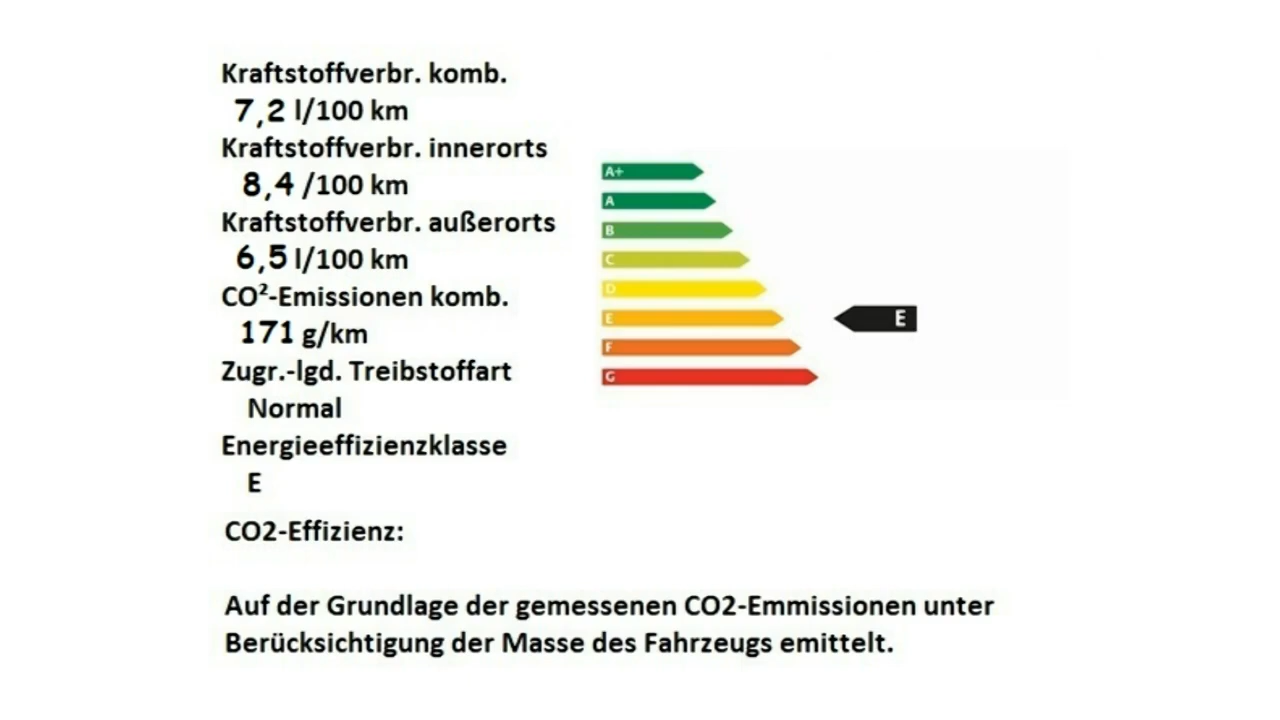 Kraftstoffverbr. komb.
7,2 l/100 km
Kraftstoffverbr. innerorts
8,4 /100 km
Kraftstoffverbr. außerorts
6,5 l/100 km
CO²-Emissionen komb.
171 g/km
Zugr.-lgd. Treibstoffart
Normal
Energieeffizienzklasse
E
A+
A
B
C
D
E
E
F
G
CO2-Effizienz:
Auf der Grundlage der gemessenen CO2-Emmissionen unter
Berücksichtigung der Masse des Fahrzeugs emittelt.